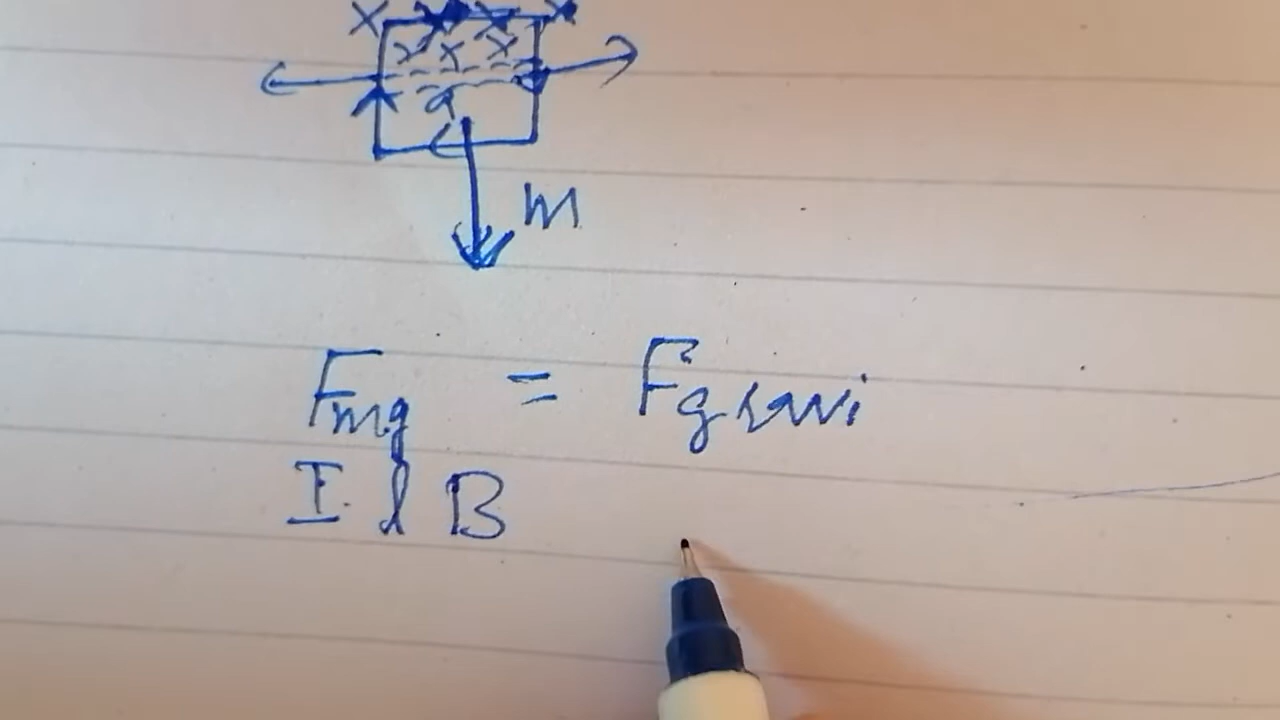 x x x x
x x x
a
m
Fmg = Fgravi
I. l B